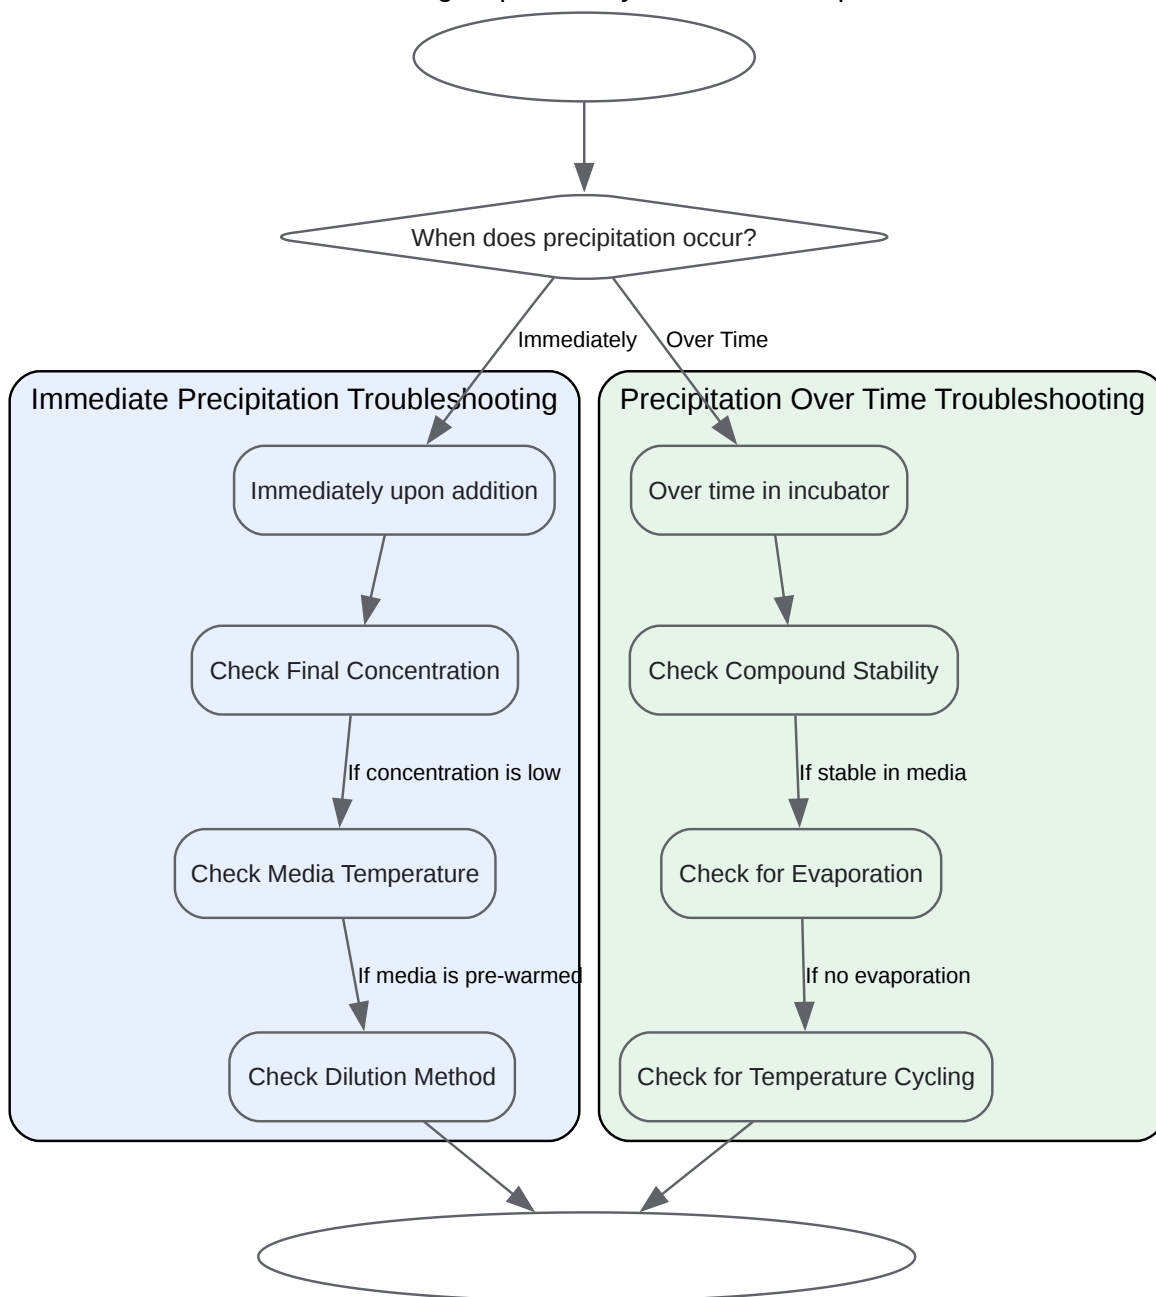 When does precipitation occur?
Immediately
Over Time
Immediate Precipitation Troubleshooting
Precipitation Over Time Troubleshooting
Immediately upon addition
Over time in incubator
Check Final Concentration
Check Compound Stability
If concentration is low
If stable in media
Check Media Temperature
Check for Evaporation
If media is pre-warmed
If no evaporation
Check Dilution Method
Check for Temperature Cycling